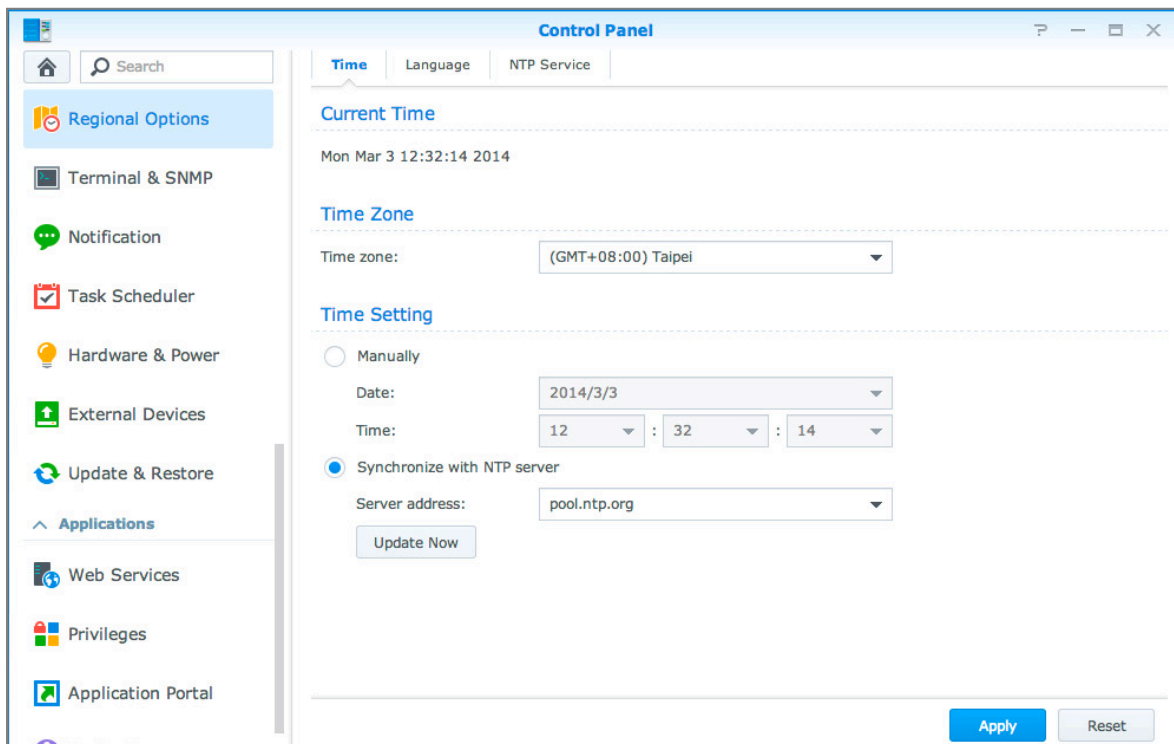 Control Panel
Search
Time Language NTP Service
Regional Options
Terminal & SNMP
Notification
Task Scheduler
Hardware & Power
External Devices
Update & Restore
Applications
Web Services
Privileges
Application Portal
Current Time
Mon Mar 3 12:32:14 2014
Time Zone
Time zone: (GMT+08:00) Taipei
Time Setting
Manually
Date: 2014/3/3
Time: 12 : 32 : 14
Synchronize with NTP server
Server address: pool.ntp.org
Update Now
Apply Reset